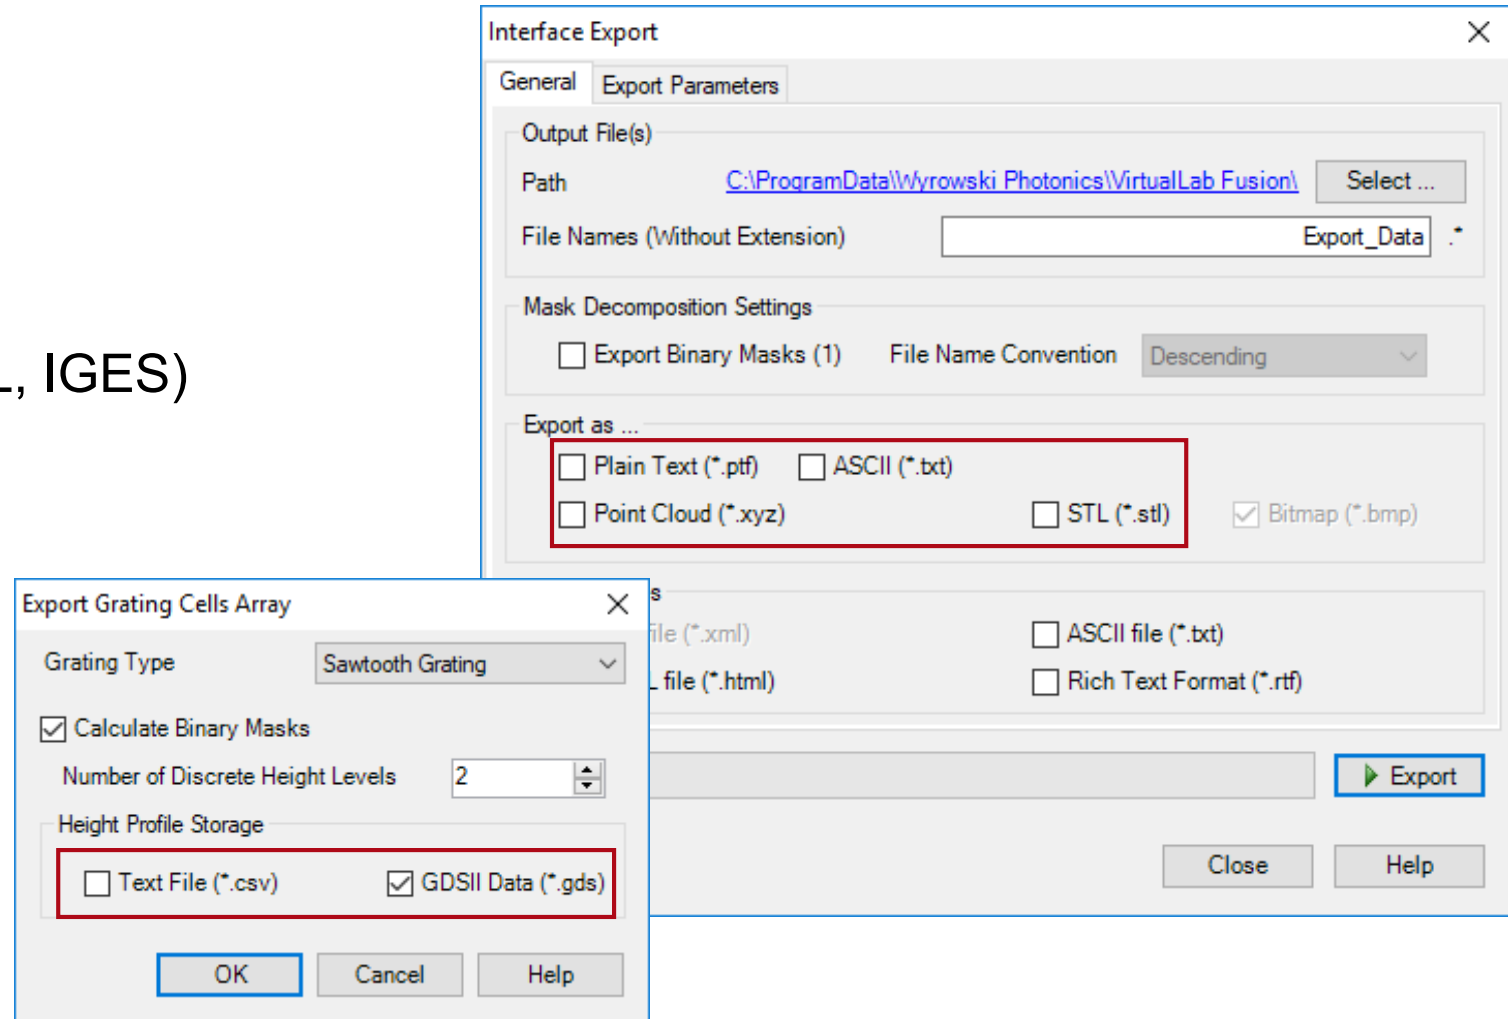 Interface Export
General Export Parameters
Output File(s)
Path C:\ProgramData\Wyrowski Photonics\VirtualLab Fusion\ Select ...
File Names (Without Extension) Export_Data .*
Mask Decomposition Settings
Export Binary Masks (1) File Name Convention Descending
, IGES)
Export as ...
Plain Text (*.ptf) ASCII (*.txt)
Point Cloud (*.xyz) STL (*.stl) Bitmap (*.bmp)
s
file (*.xml) ASCII file (*.txt)
L file (*.html) Rich Text Format (*.rtf)
Export
Close Help
Export Grating Cells Array
Grating Type Sawtooth Grating
Calculate Binary Masks
Number of Discrete Height Levels 2
Height Profile Storage
Text File (*.csv) GDSII Data (*.gds)
OK Cancel Help